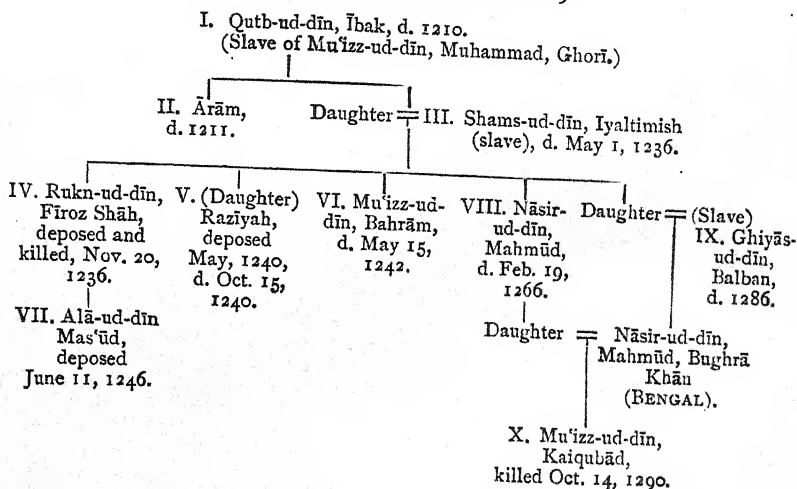 I. Qutb-ud-dīn, Ībak, d. 1210.
(Slave of Mu‘izz-ud-dīn, Muhammad, Ghorī.)
II. Ārām,
d. 1211.
Daughter = III. Shams-ud-dīn, Iyaltimish
(slave), d. May 1, 1236.
IV. Rukn-ud-dīn,
Fīroz Shāh,
deposed and
killed, Nov. 20,
1236.
V. (Daughter)
Razīyah,
deposed
May, 1240,
d. Oct. 15,
1240.
VI. Mu‘izz-ud-
dīn, Bahrām,
d. May 15,
1242.
VIII. Nāsir-
ud-dīn,
Mahmūd,
d. Feb. 19,
1266.
Daughter = (Slave)
IX. Ghiyās-
ud-dīn,
Balban,
d. 1286.
VII. Alā-ud-dīn
Mas‘ūd,
deposed
June 11, 1246.
Daughter = Nāsir-ud-dīn,
Mahmūd, Bughrā
Khān
(BENGAL).
X. Mu‘izz-ud-dīn,
Kaiqubād,
killed Oct. 14, 1290.